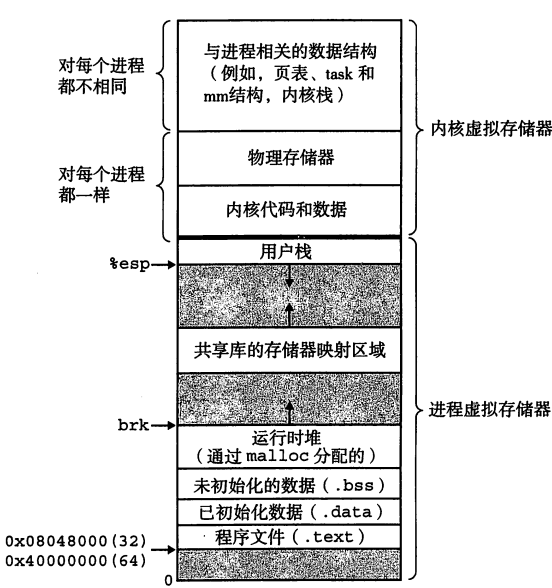 对每个进程
都不相同
与进程相关的数据结构
（例如，页表、task 和
mm结构，内核栈）
内核虚拟存储器
对每个进程
都一样
物理存储器
内核代码和数据
用户栈
%esp
共享库的存储器映射区域
进程虚拟存储器
brk
运行时堆
（通过 malloc 分配的）
未初始化的数据（.bss）
已初始化数据（.data）
程序文件（.text）
0x08048000(32)
0x40000000(64)
0